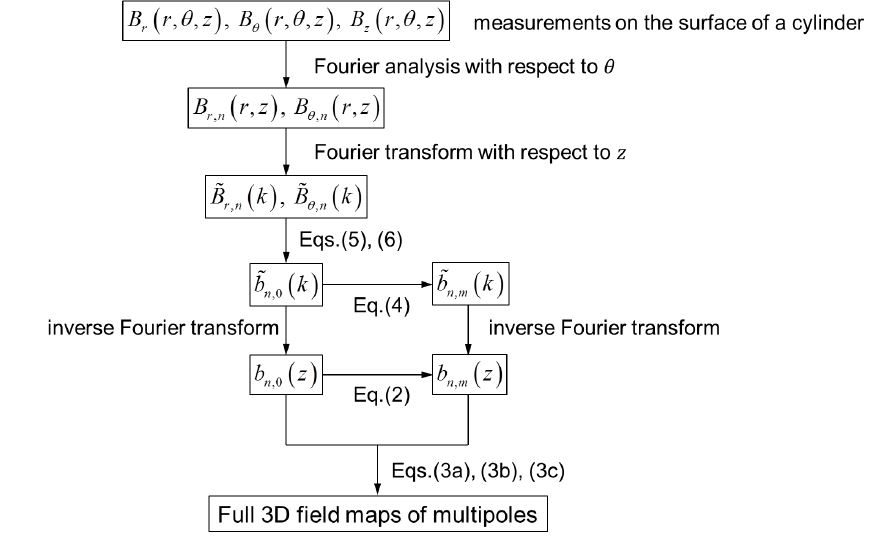 B_r(r,θ,z), B_θ(r,θ,z), B_z(r,θ,z) measurements on the surface of a cylinder
Fourier analysis with respect to θ
B_{r,n}(r,z), B_{θ,n}(r,z)
Fourier transform with respect to z
B̃_{r,n}(k), B̃_{θ,n}(k)
Eqs.(5), (6)
b̃_{n,0}(k) b̃_{n,m}(k)
Eq.(4)
inverse Fourier transform inverse Fourier transform
b_{n,0}(z) b_{n,m}(z)
Eq.(2)
Eqs.(3a), (3b), (3c)
Full 3D field maps of multipoles